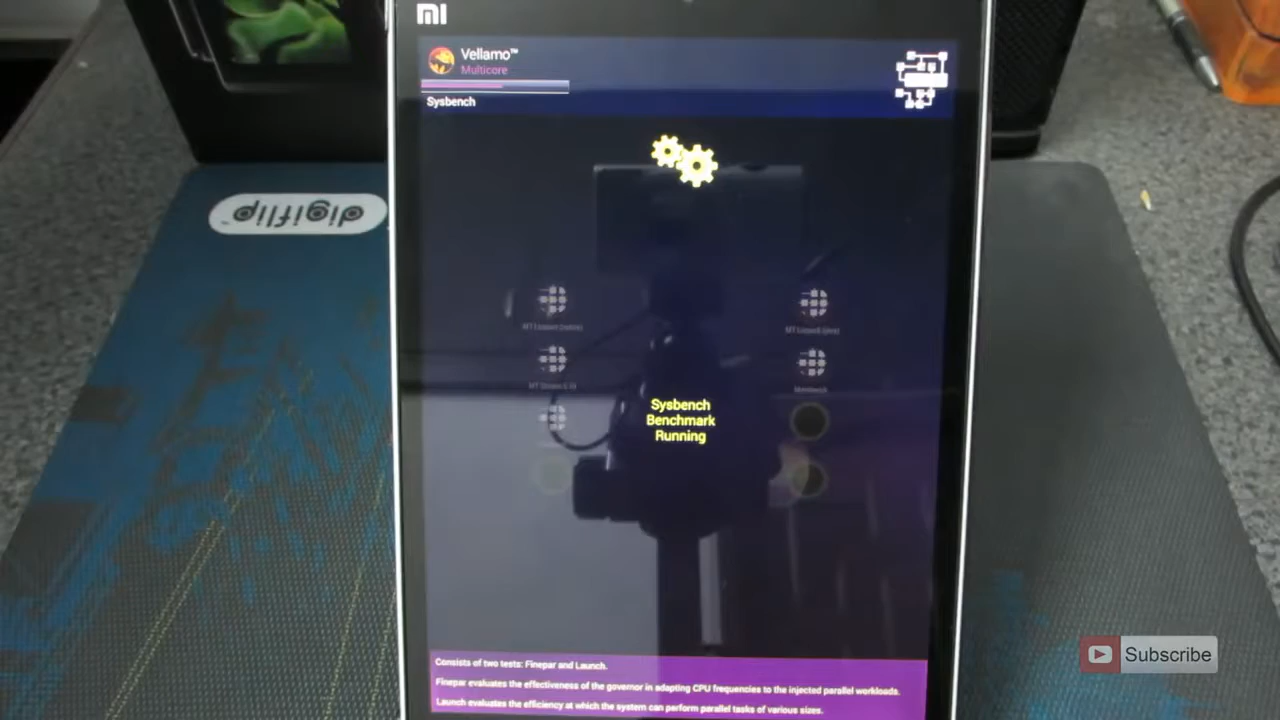 MI
Vellamo™
Multicore
Sysbench
digiflip
Sysbench
Benchmark
Running
Consists of two tests: Finepar and Launch.
Finepar evaluates the effectiveness of the governor in adapting CPU frequencies to the injected parallel workloads.
Launch evaluates the efficiency at which the system can perform parallel tasks of various sizes.
Subscribe